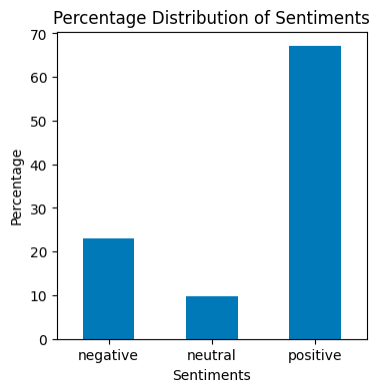 Percentage Distribution of Sentiments
70
60
50
40
30
20
10
0
Percentage
negative neutral positive
Sentiments